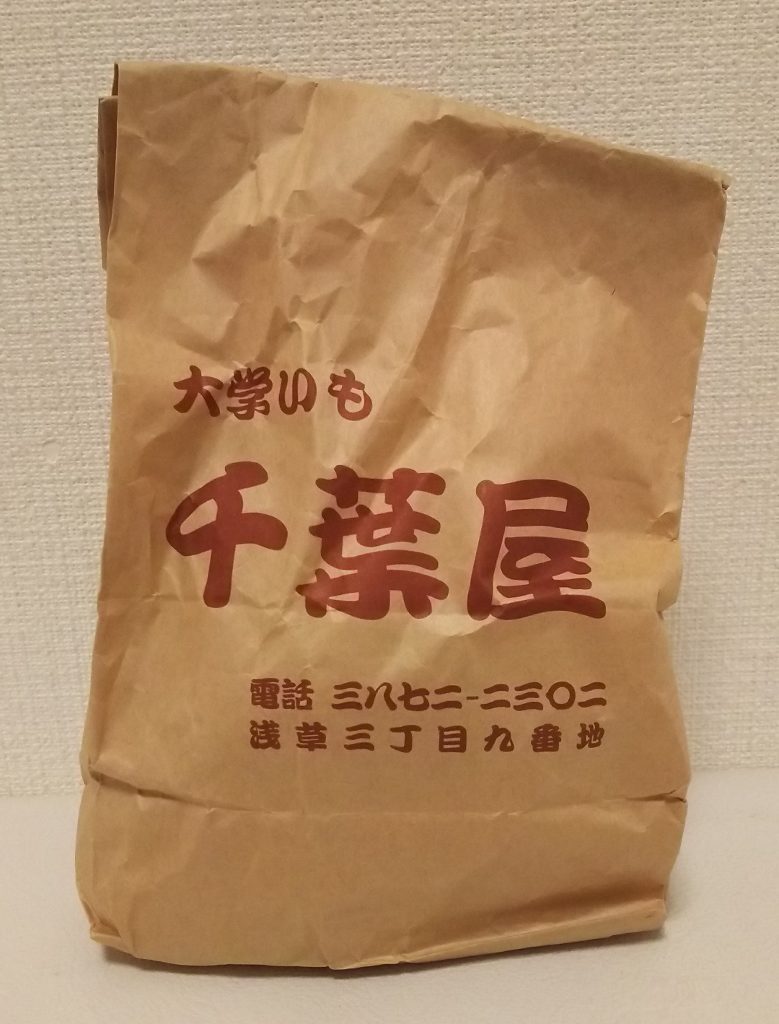 大学いも
千葉屋
電話 三八七二-二三〇二
浅草三丁目九番地